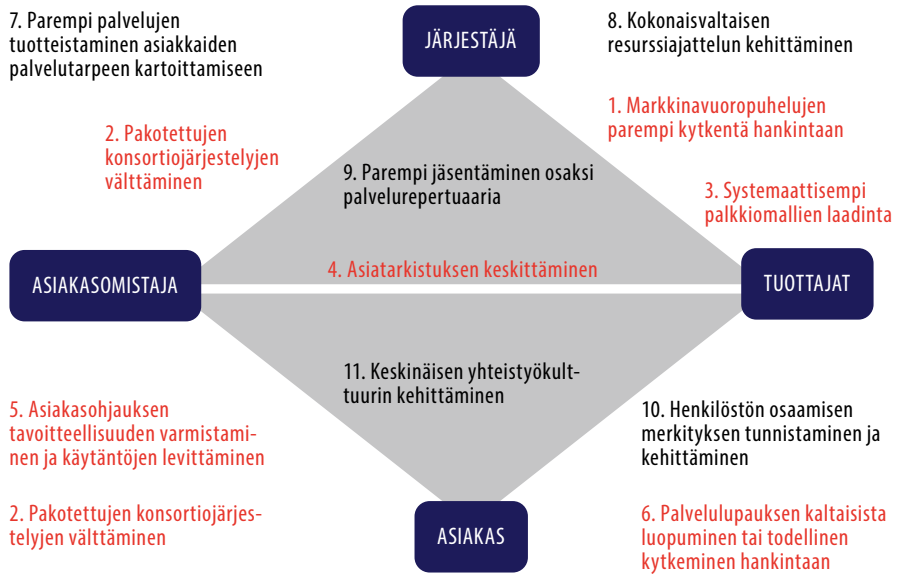 7. Parempi palvelujen
tuotteistaminen asiakkaiden
palvelutarpeen kartoittamiseen
JÄRJESTÄJÄ
8. Kokonaisvaltaisen
resurssiajattelun kehittäminen
1. Markkinavuoropuhelujen
parempi kytkentä hankintaan
2. Pakotettujen
konsortiojärjestelyjen
välttäminen
9. Parempi jäsentäminen osaksi
palvelurepertuaaria
3. Systemaattisempi
palkkiomallien laadinta
4. Asiatarkistuksen keskittäminen
ASIAKASOMISTAJA
TUOTTAJAT
11. Keskinäisen yhteistyökult-
tuurin kehittäminen
5. Asiakasohjauksen
tavoitteellisuuden varmistami-
nen ja käytäntöjen levittäminen
10. Henkilöstön osaamisen
merkityksen tunnistaminen ja
kehittäminen
2. Pakotettujen konsortiojärjes-
telyjen välttäminen
ASIAKAS
6. Palvelulupauksen kaltaisista
luopuminen tai todellinen
kytkeminen hankintaan